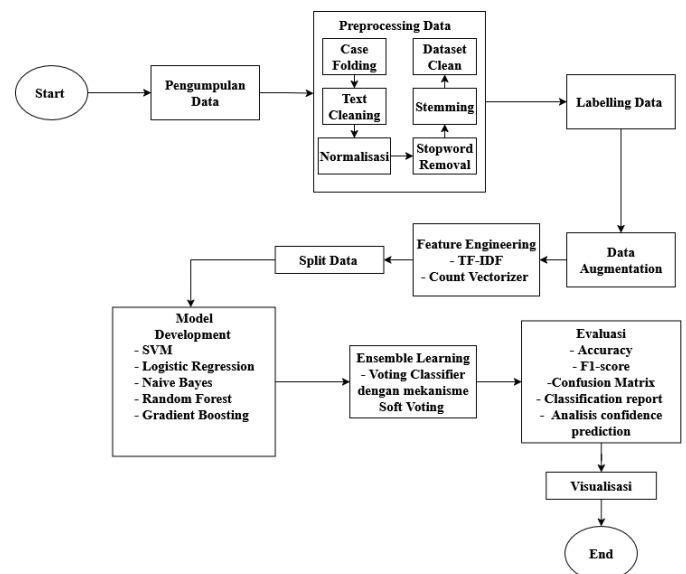 Start
Pengumpulan
Data
Preprocessing Data
Case
Folding
Text
Cleaning
Normalisasi
Stopword
Removal
Stemming
Dataset
Clean
Labelling Data
Data
Augmentation
Feature Engineering
- TF-IDF
- Count Vectorizer
Split Data
Model
Development
- SVM
- Logistic Regression
- Naive Bayes
- Random Forest
- Gradient Boosting
Ensemble Learning
- Voting Classifier
dengan mekanisme
Soft Voting
Evaluasi
- Accuracy
- F1-score
-Confusion Matrix
- Classification report
- Analisis confidence
prediction
Visualisasi
End